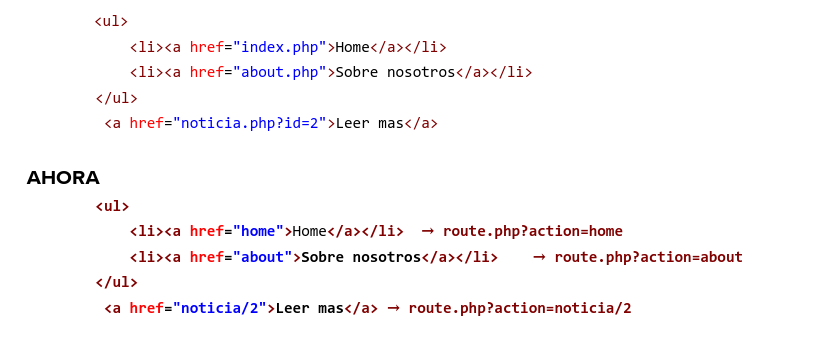 <ul>
<li><a href="index.php">Home</a></li>
<li><a href="about.php">Sobre nosotros</a></li>
</ul>
<a href="noticia.php?id=2">Leer mas</a>
AHORA
<ul>
<li><a href="home">Home</a></li> → route.php?action=home
<li><a href="about">Sobre nosotros</a></li> → route.php?action=about
</ul>
<a href="noticia/2">Leer mas</a> → route.php?action=noticia/2